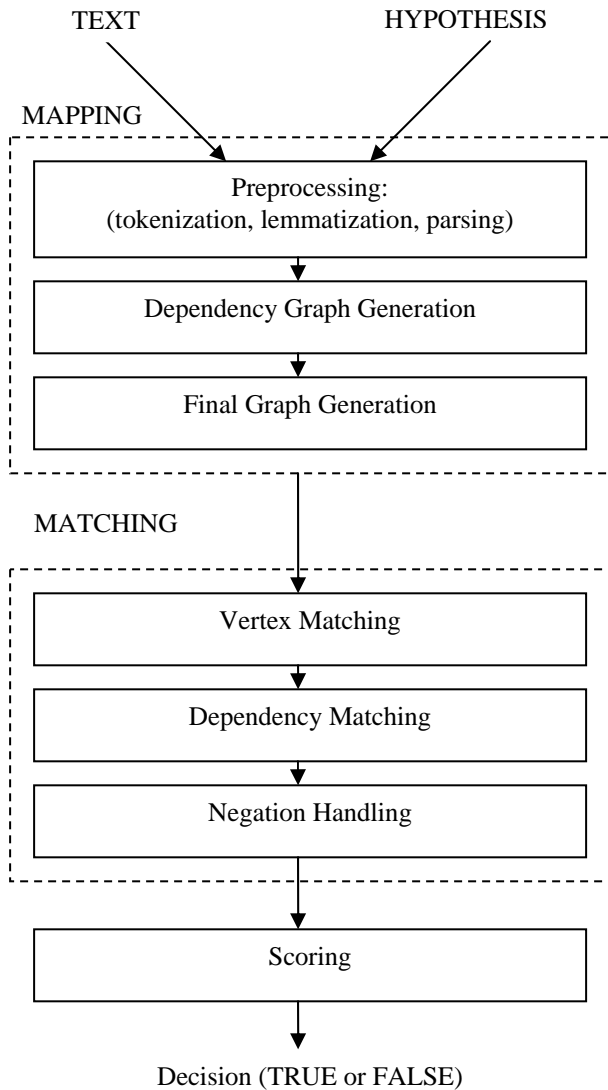 TEXT
HYPOTHESIS
MAPPING
Preprocessing:
(tokenization, lemmatization, parsing)
Dependency Graph Generation
Final Graph Generation
MATCHING
Vertex Matching
Dependency Matching
Negation Handling
Scoring
Decision (TRUE or FALSE)